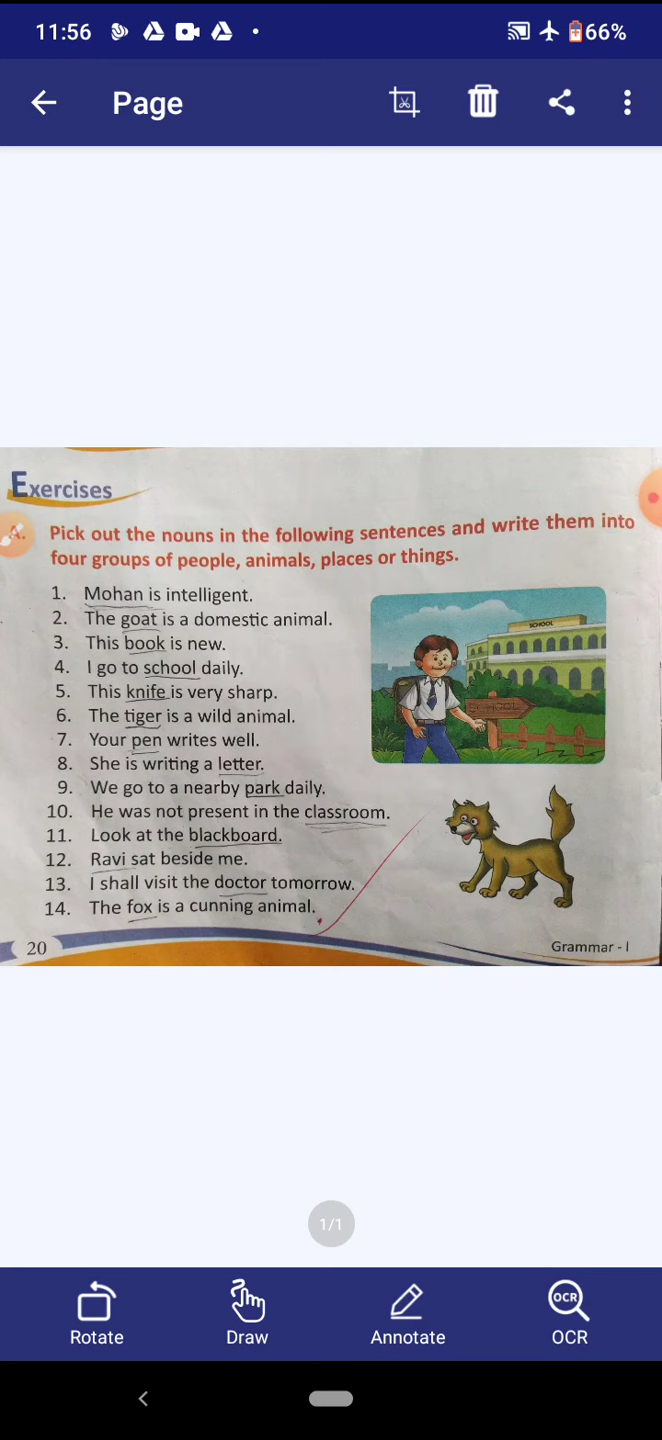 11:56
66%
Page
Exercises
A. Pick out the nouns in the following sentences and write them into
four groups of people, animals, places or things.
1. Mohan is intelligent.
2. The goat is a domestic animal.
3. This book is new.
4. I go to school daily.
5. This knife is very sharp.
6. The tiger is a wild animal.
7. Your pen writes well.
8. She is writing a letter.
9. We go to a nearby park daily.
10. He was not present in the classroom.
11. Look at the blackboard.
12. Ravi sat beside me.
13. I shall visit the doctor tomorrow.
14. The fox is a cunning animal.
SCHOOL
SCHOOL
20
Grammar - I
1/1
Rotate
Draw
Annotate
OCR
OCR